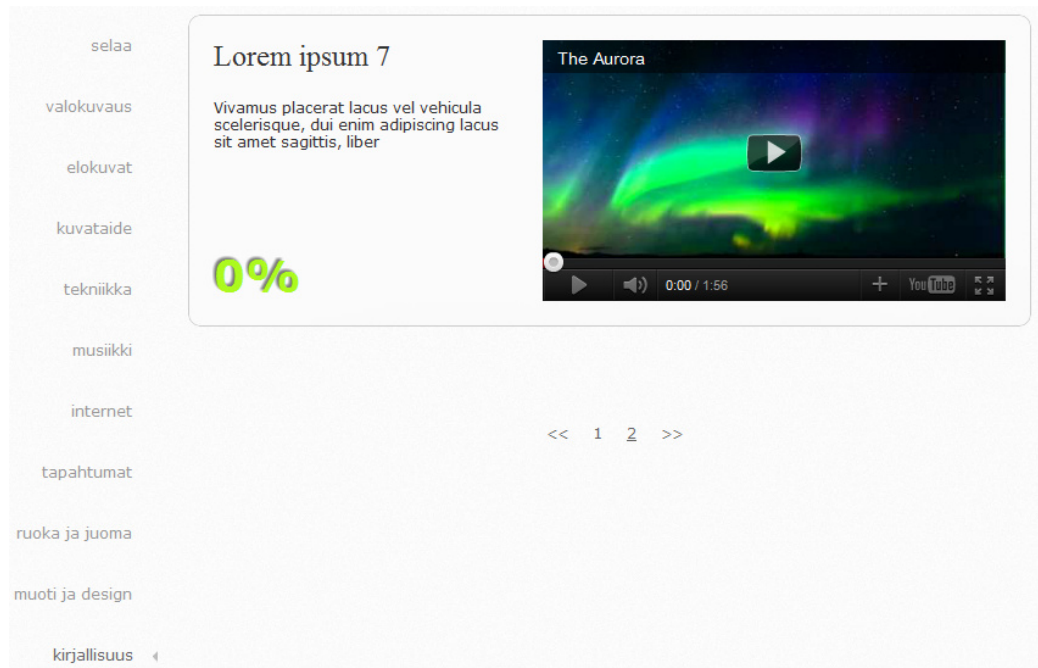 selaa
valokuvaus
elokuvat
kuvataide
tekniikka
musiikki
internet
tapahtumat
ruoka ja juoma
muoti ja design
kirjallisuus
Lorem ipsum 7
Vivamus placerat lacus vel vehicula
scelerisque, dui enim adipiscing lacus
sit amet sagittis, liber
0%
The Aurora
0:00 / 1:56
YouTube
<< 1 2 >>